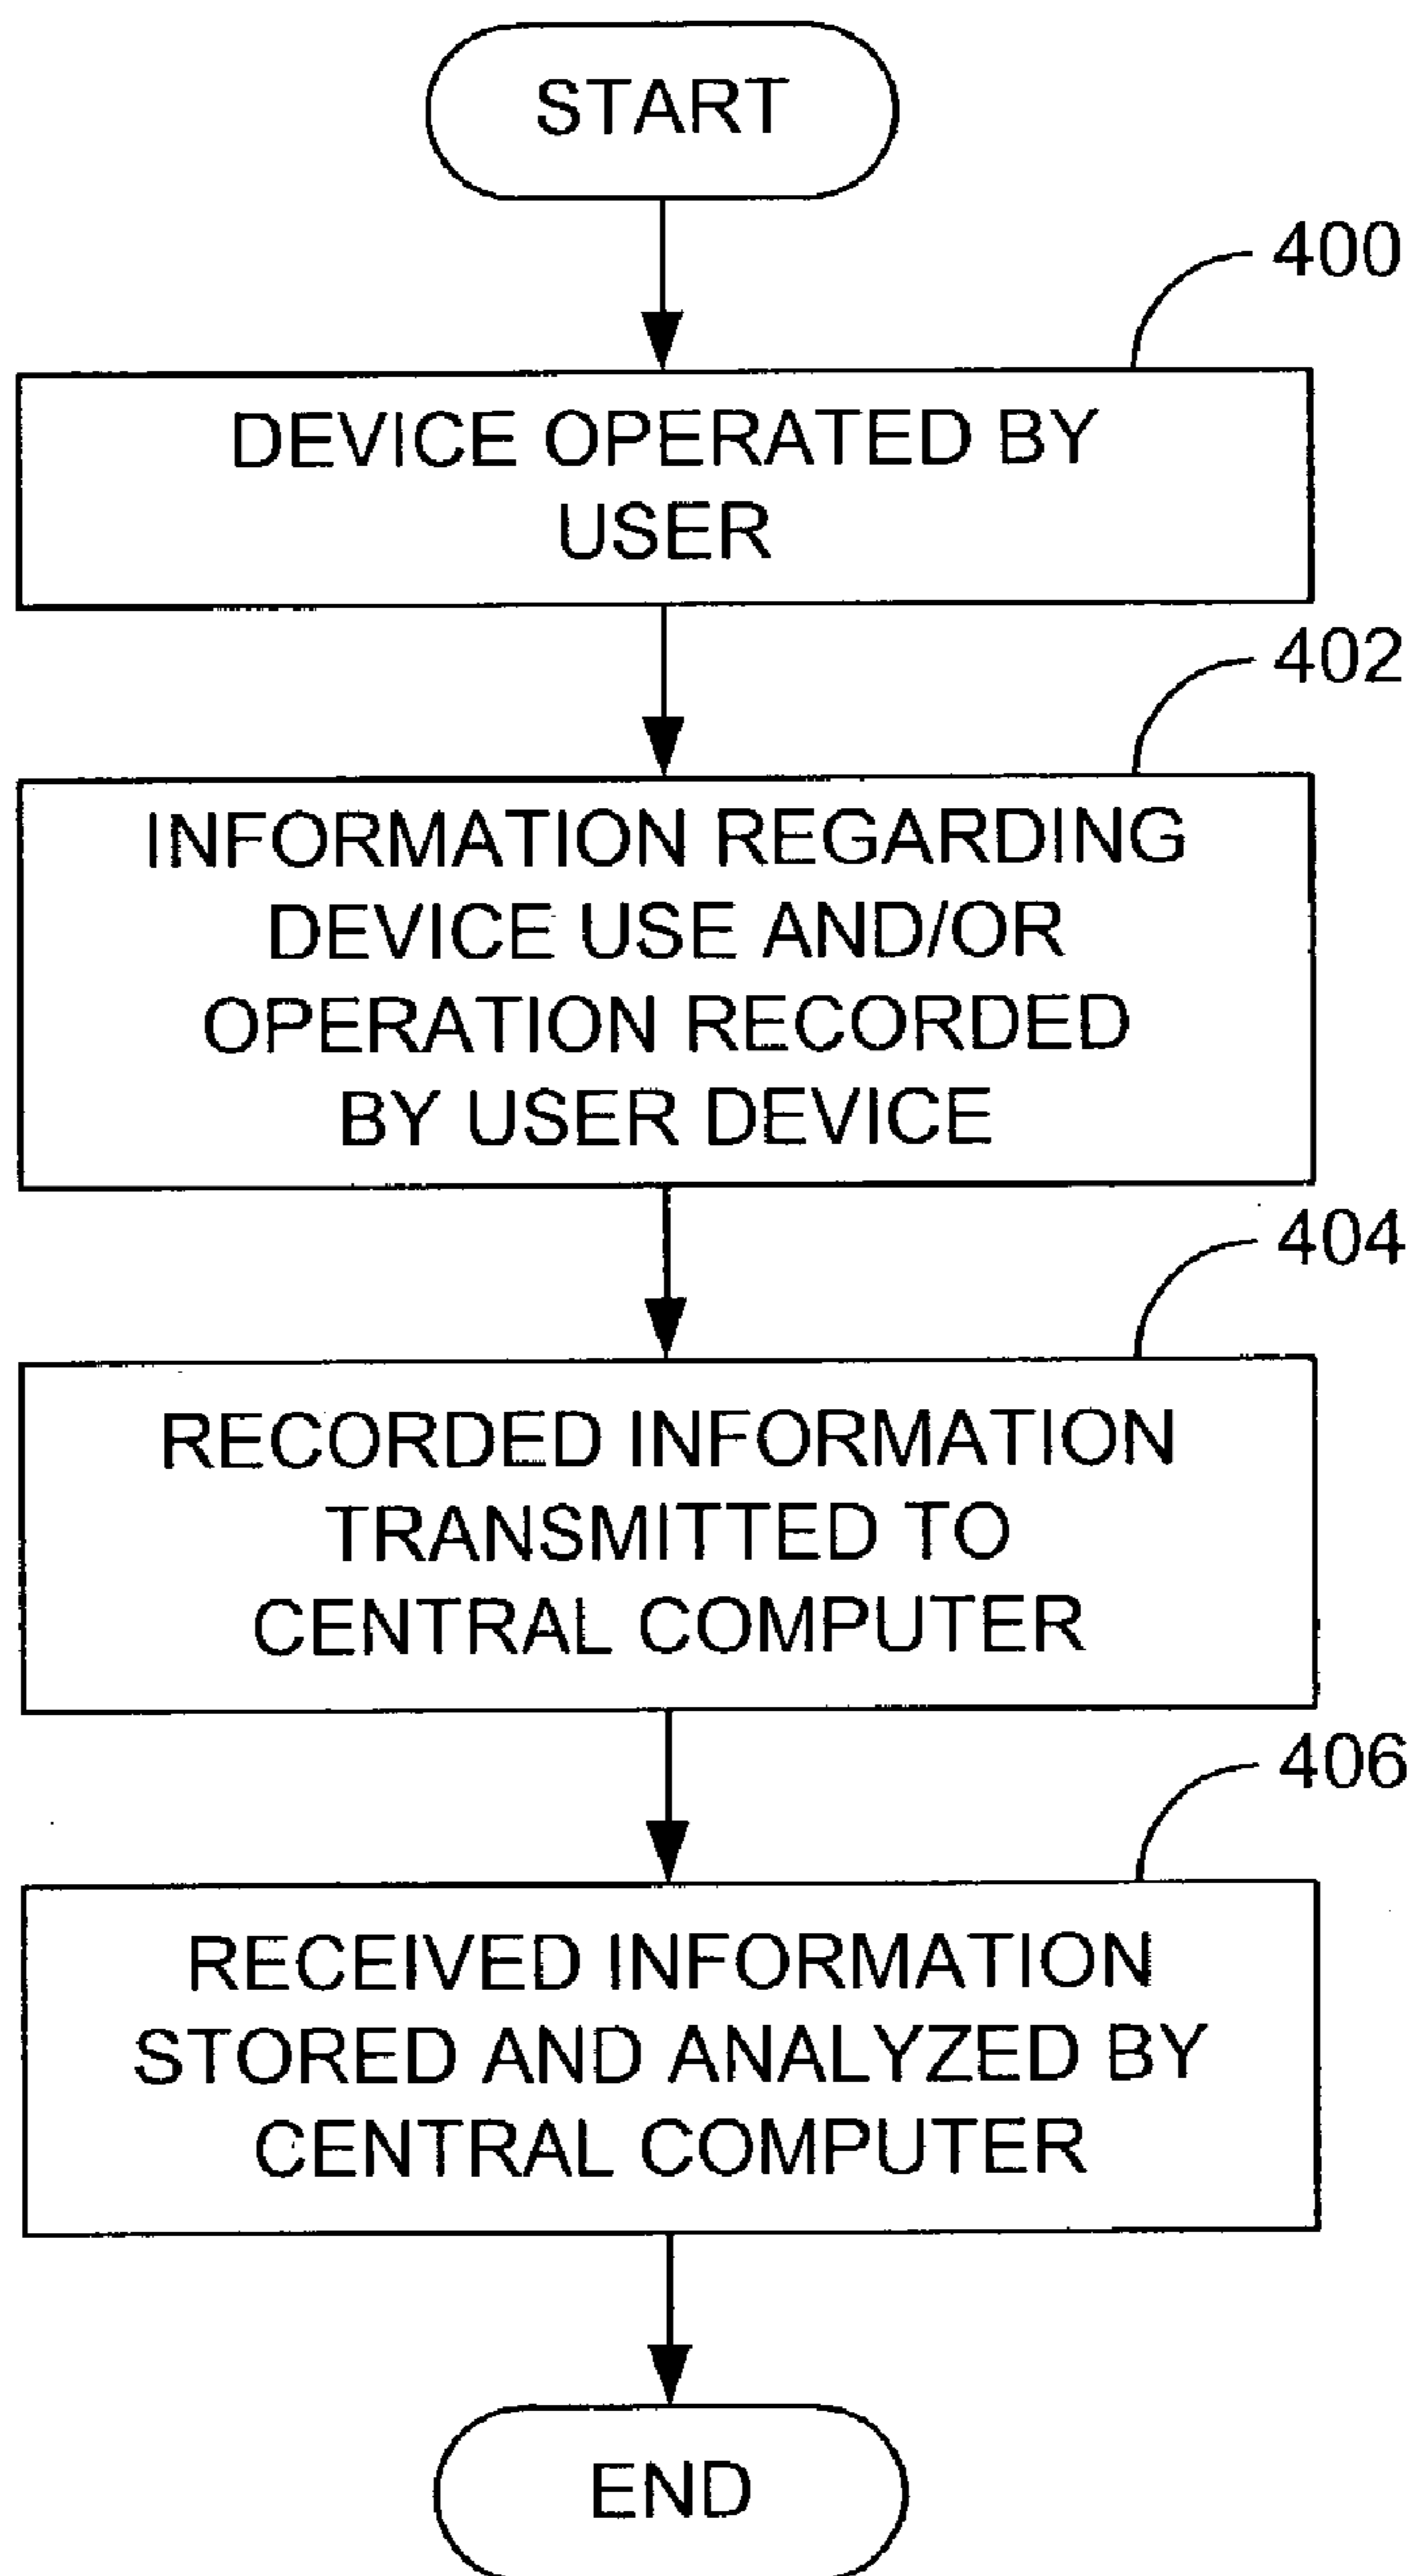 START
400
DEVICE OPERATED BY
USER
402
INFORMATION REGARDING
DEVICE USE AND/OR
OPERATION RECORDED
BY USER DEVICE
404
RECORDED INFORMATION
TRANSMITTED TO
CENTRAL COMPUTER
406
RECEIVED INFORMATION
STORED AND ANALYZED BY
CENTRAL COMPUTER
END